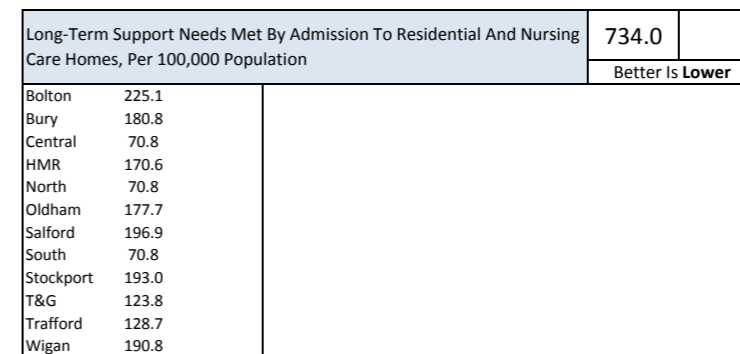 Long-Term Support Needs Met By Admission To Residential And Nursing
Care Homes, Per 100,000 Population
734.0
Better Is Lower
Bolton 225.1
Bury 180.8
Central 70.8
HMR 170.6
North 70.8
Oldham 177.7
Salford 196.9
South 70.8
Stockport 193.0
T&G 123.8
Trafford 128.7
Wigan 190.8